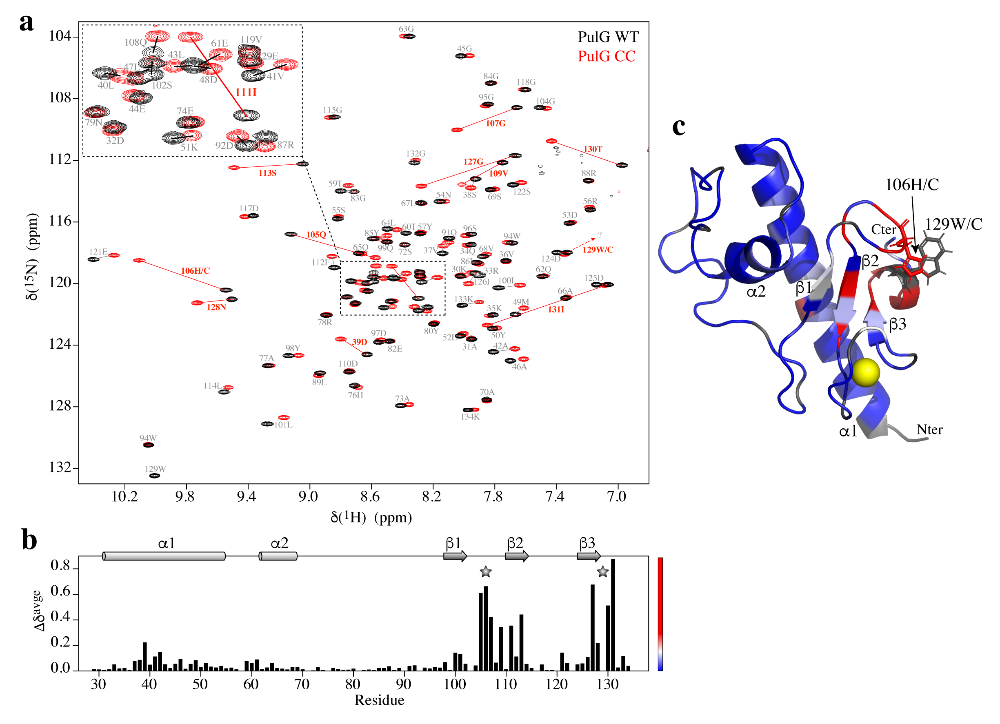 a
PulG WT
PulG CC
δ(15N) (ppm)
104
108
112
116
120
124
128
132
10.2
9.8
9.4
9.0
8.6
8.2
7.8
7.4
7.0
δ(1H) (ppm)
108Q
43L
61E
119V
29E
47L
40L
102S
48D
41V
111I
44E
74E
79N
32D
51K
92D
87R
63G
45G
84G
118G
95G
104G
115G
107G
130T
132G
127G
109V
113S
88R
59T
83G
38S
69S
122S
54N
67L
56R
117D
55S
53D
64L
60T
57Y
91Q
96S
94W
?
105Q
85Y
65Q
99Q
72S
37V
34Q
68V
36V
129W/C
124D
121E
106H/C
112F
86L
30K
33R
126I
62Q
100L
125D
128N
133K
66A
49M
131I
35K
78R
80Y
50Y
52L
31A
39D
97D
82E
42A
46A
98Y
77A
110D
89L
114L
76H
73A
70A
134K
101L
94W
129W
b
α1
α2
β1
β2
β3
Δδavge
0.8
0.6
0.4
0.2
0.0
30
40
50
60
70
80
90
100
110
120
130
Residue
c
106H/C
129W/C
Cter
β2
β1
α2
β3
α1
Nter